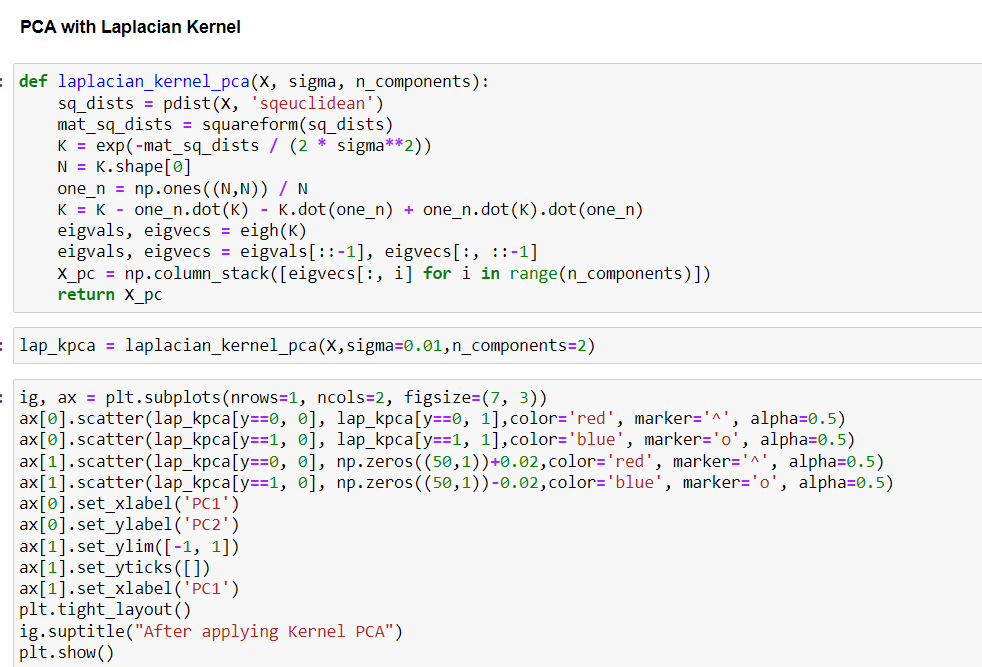 PCA with Laplacian Kernel
: def laplacian_kernel_pca(X, sigma, n_components):
    sq_dists = pdist(X, 'sqeuclidean')
    mat_sq_dists = squareform(sq_dists)
    K = exp(-mat_sq_dists / (2 * sigma**2))
    N = K.shape[0]
    one_n = np.ones((N,N)) / N
    K = K - one_n.dot(K) - K.dot(one_n) + one_n.dot(K).dot(one_n)
    eigvals, eigvecs = eigh(K)
    eigvals, eigvecs = eigvals[::-1], eigvecs[:, ::-1]
    X_pc = np.column_stack([eigvecs[:, i] for i in range(n_components)])
    return X_pc
: lap_kpca = laplacian_kernel_pca(X,sigma=0.01,n_components=2)
: ig, ax = plt.subplots(nrows=1, ncols=2, figsize=(7, 3))
ax[0].scatter(lap_kpca[y==0, 0], lap_kpca[y==0, 1],color='red', marker='^', alpha=0.5)
ax[0].scatter(lap_kpca[y==1, 0], lap_kpca[y==1, 1],color='blue', marker='o', alpha=0.5)
ax[1].scatter(lap_kpca[y==0, 0], np.zeros((50,1))+0.02,color='red', marker='^', alpha=0.5)
ax[1].scatter(lap_kpca[y==1, 0], np.zeros((50,1))-0.02,color='blue', marker='o', alpha=0.5)
ax[0].set_xlabel('PC1')
ax[0].set_ylabel('PC2')
ax[1].set_ylim([-1, 1])
ax[1].set_yticks([])
ax[1].set_xlabel('PC1')
plt.tight_layout()
ig.suptitle("After applying Kernel PCA")
plt.show()